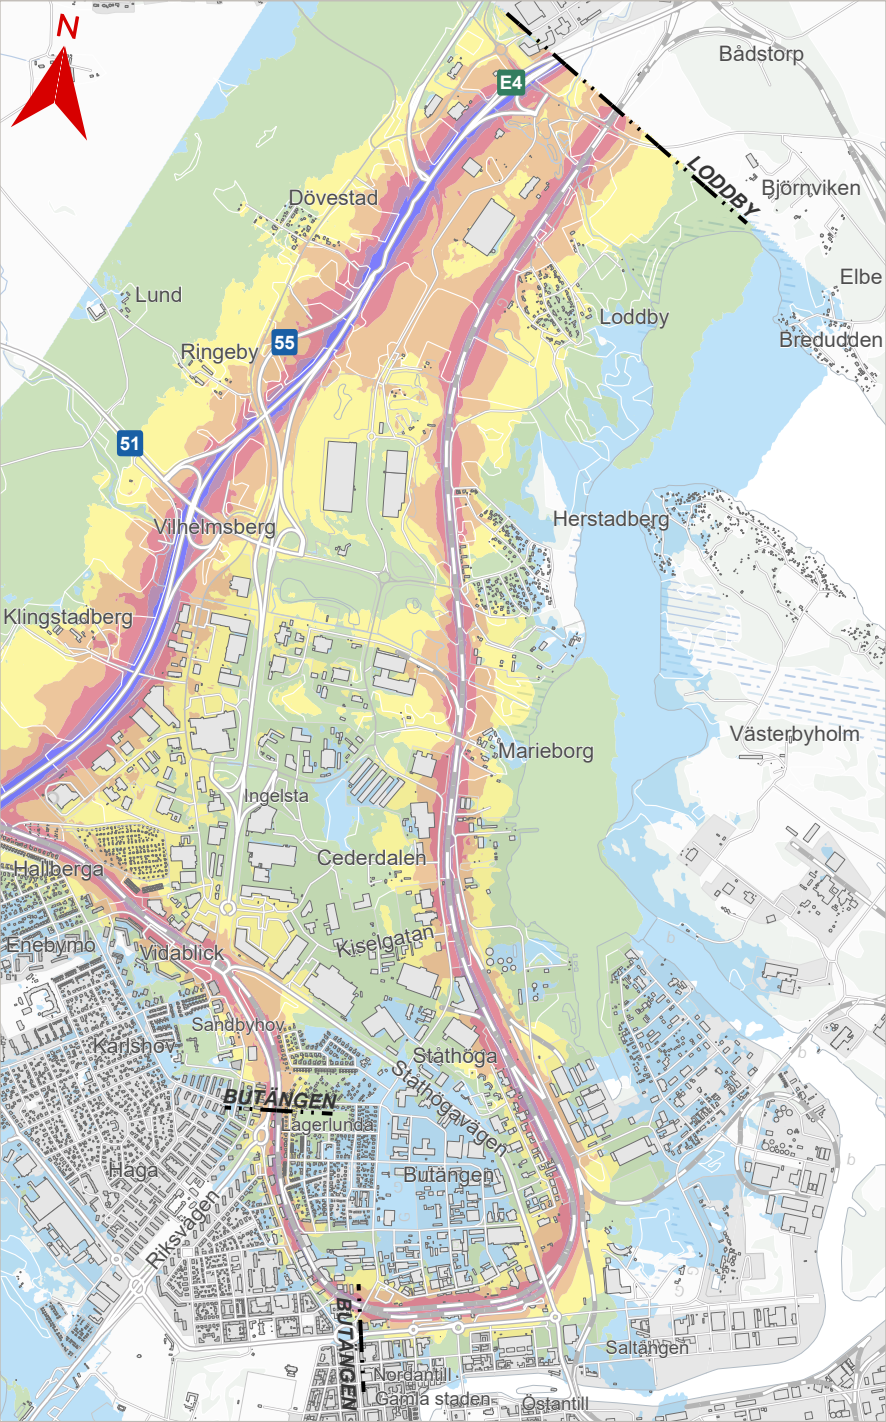 N
Bådstorp
E4
LODDBY
Björnviken
Dövestad
Elbe
Lund
Loddby
Bredudden
55
Ringeby
51
Vilhelmsberg
Herstadberg
Klingstadberg
Västerbyholm
Marieborg
Ingelsta
Cederdalen
Hallberga
Kiselgatan
Enebymo
Vidablick
Sandbyhov
Karlshov
Ståthöga
Ståthögavägen
BUTÄNGEN
Lagerlunda
Haga
Butängen
Riksvägen
BUTÄNGEN
Saltängen
Nordantill
Gamla staden
Östantill